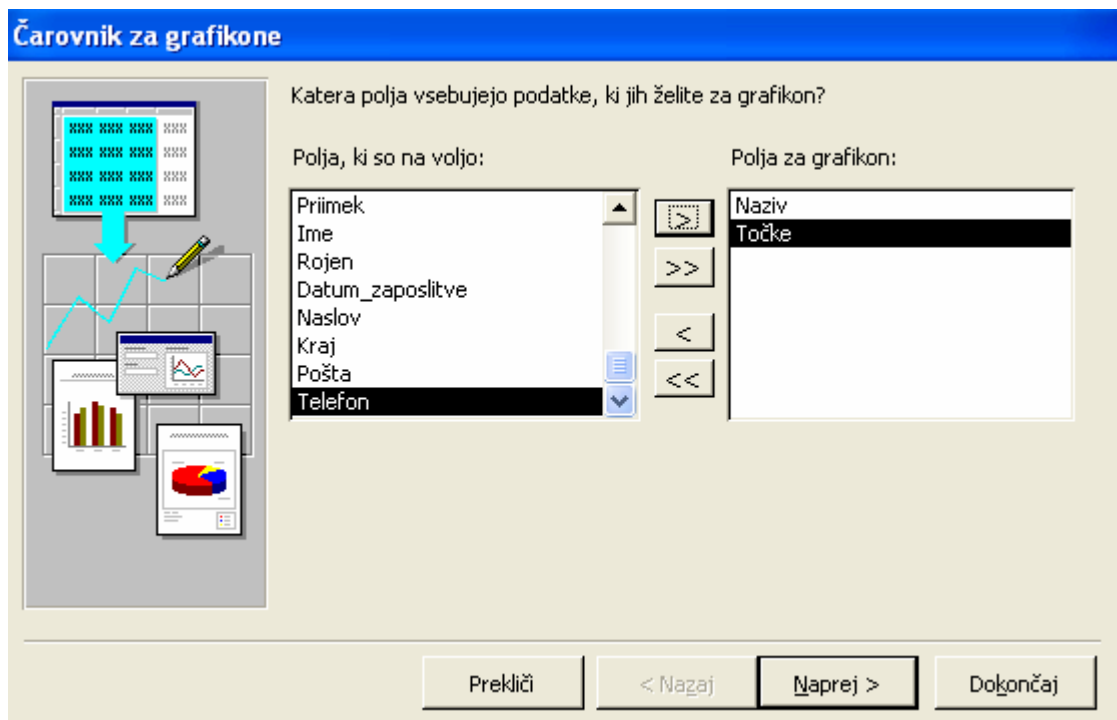 Čarovnik za grafikone
Katera polja vsebujejo podatke, ki jih želite za grafikon?
Polja, ki so na voljo:
Priimek
Ime
Rojen
Datum_zaposlitve
Naslov
Kraj
Pošta
Telefon
>
>>
<
<<
Polja za grafikon:
Naziv
Točke
Prekliči
< Nazaj
Naprej >
Dokončaj